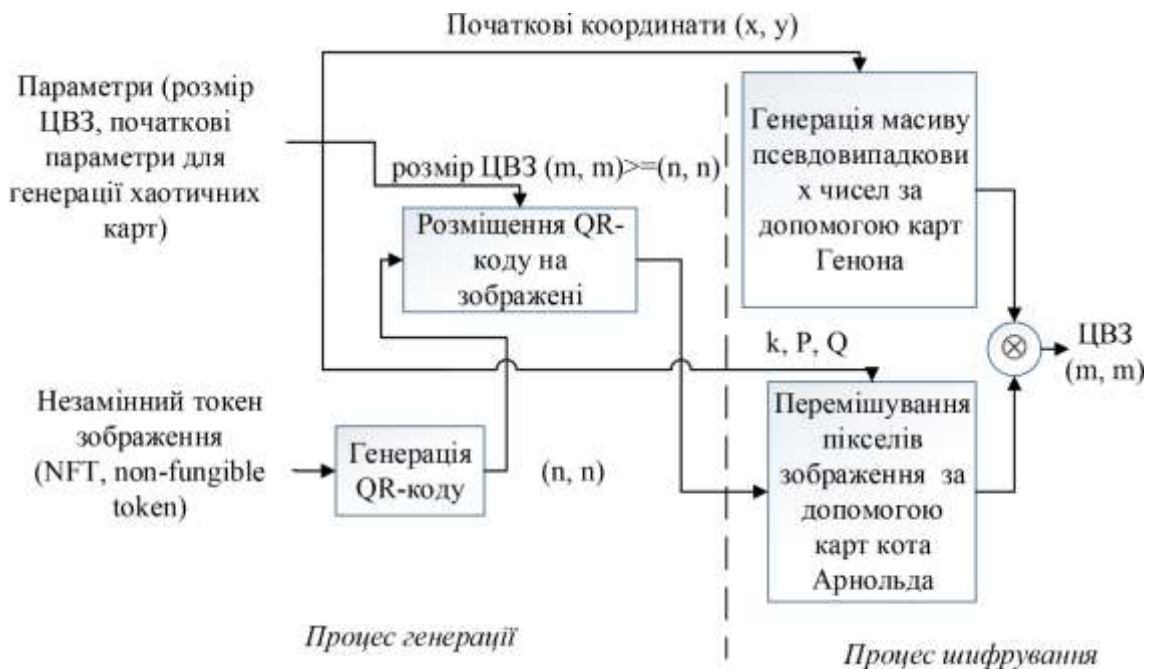 Початкові координати (x, y)
Параметри (розмір
ЦВЗ, початкові
параметри для
генерації хаотичних
карт)
розмір ЦВЗ (m, m)>=(n, n)
Розміщення QR-
коду на
зображені
Генерація масиву
псевдовипадкови
х чисел за
допомогою карт
Генона
k, P, Q
⊗
ЦВЗ
(m, m)
Незамінний токен
зображення
(NFT, non-fungible
token)
Генерація
QR-коду
(n, n)
Перемішування
пікселів
зображення за
допомогою
карт кота
Арнольда
Процес генерації
Процес шифрування